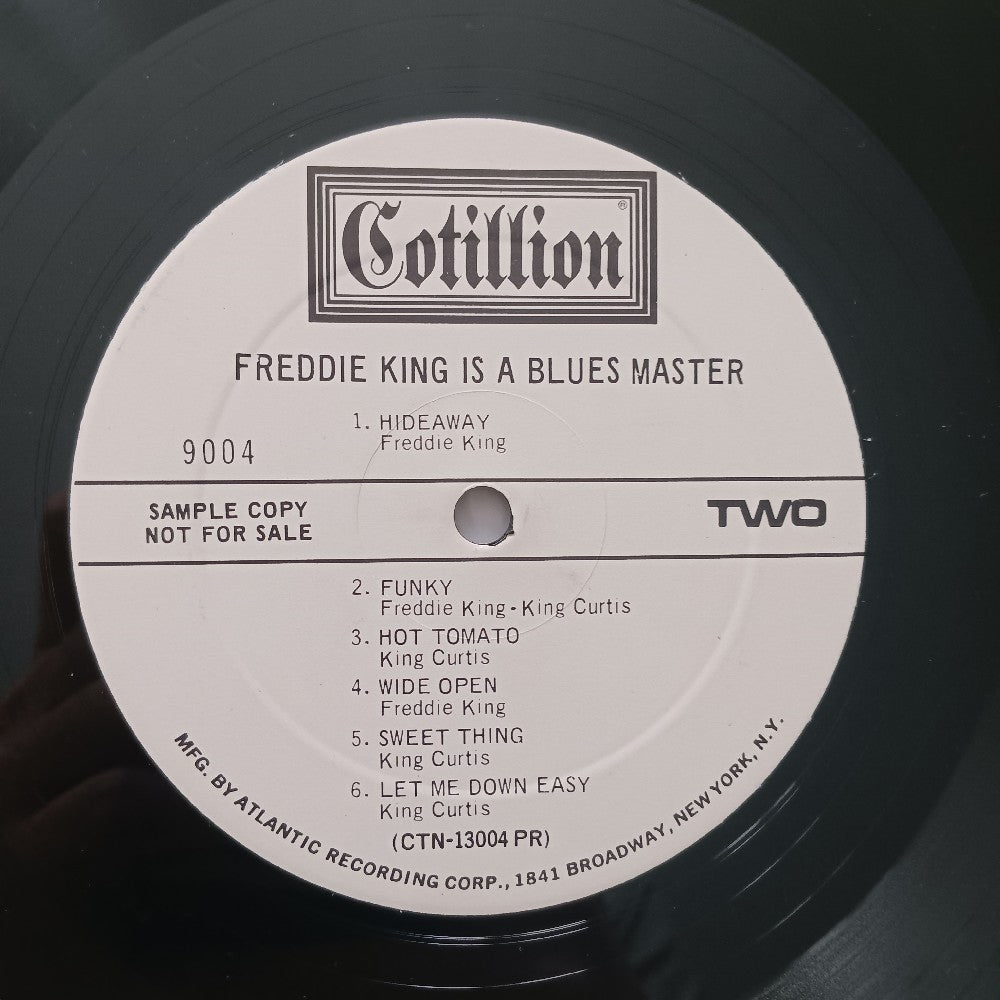 Cotillion®
FREDDIE KING IS A BLUES MASTER
1. HIDEAWAY
Freddie King
9004
SAMPLE COPY
NOT FOR SALE
TWO
2. FUNKY
Freddie King - King Curtis
3. HOT TOMATO
King Curtis
4. WIDE OPEN
Freddie King
5. SWEET THING
King Curtis
6. LET ME DOWN EASY
King Curtis
(CTN-13004 PR)
MFG. BY ATLANTIC RECORDING CORP., 1841 BROADWAY, NEW YORK, N.Y.